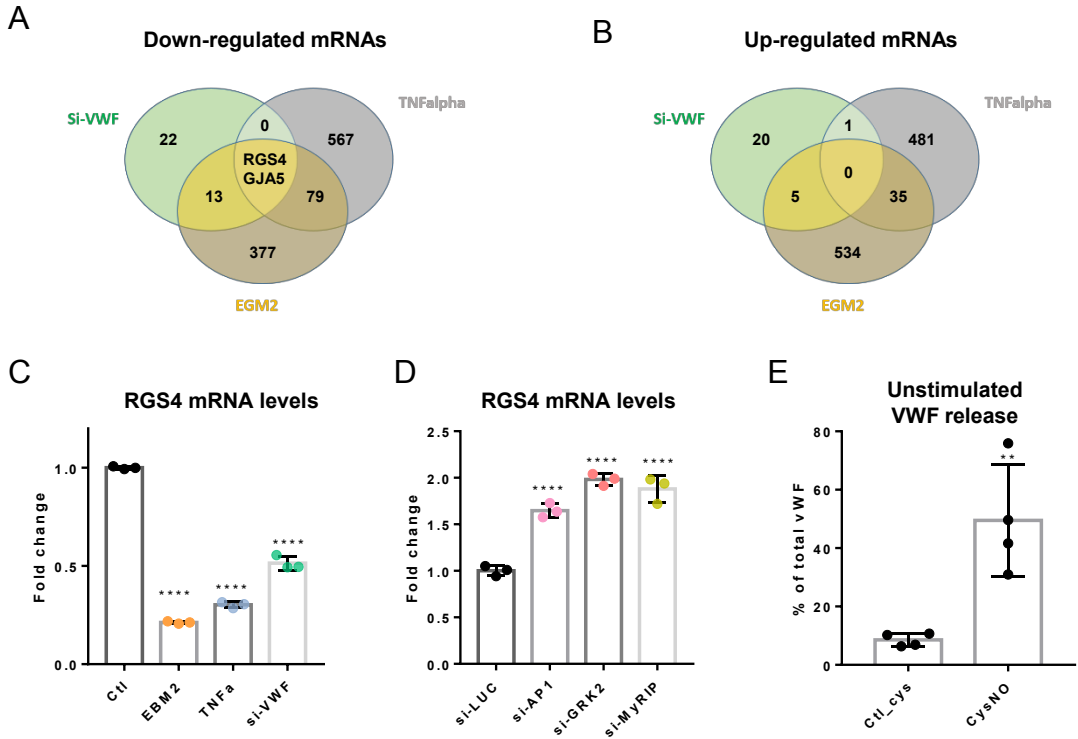 A
Down-regulated mRNAs
Si-VWF
TNFalpha
22
0
567
RGS4
GJA5
13
79
377
EGM2
B
Up-regulated mRNAs
Si-VWF
TNFalpha
20
1
481
0
5
35
534
EGM2
C
RGS4 mRNA levels
Fold change
1.0
0.5
0.0
****
****
****
Ctl
EBM2
TNFa
si-VWF
D
RGS4 mRNA levels
Fold change
2.5
2.0
1.5
1.0
0.5
0.0
****
****
****
si-LUC
si-AP1
si-GRK2
si-MyRIP
E
Unstimulated
VWF release
% of total vWF
80
60
40
20
0
**
Ctl_cys
CysNO